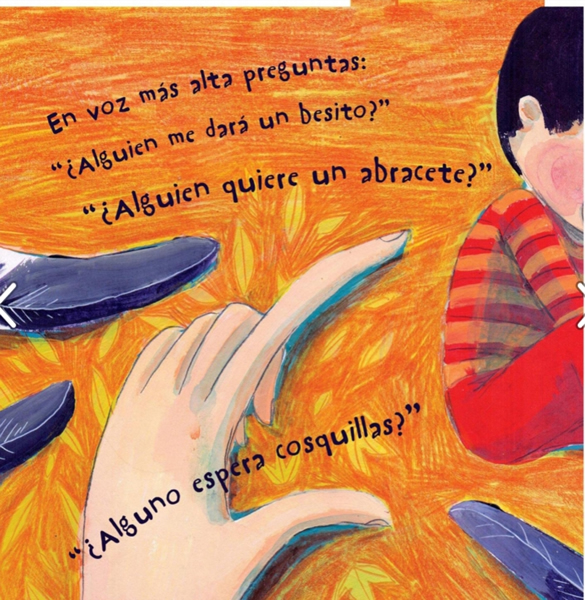 En voz más alta preguntas:
“¿Alguien me dará un besito?”
“¿Alguien quiere un abracete?”
“¿Alguno espera cosquillas?”